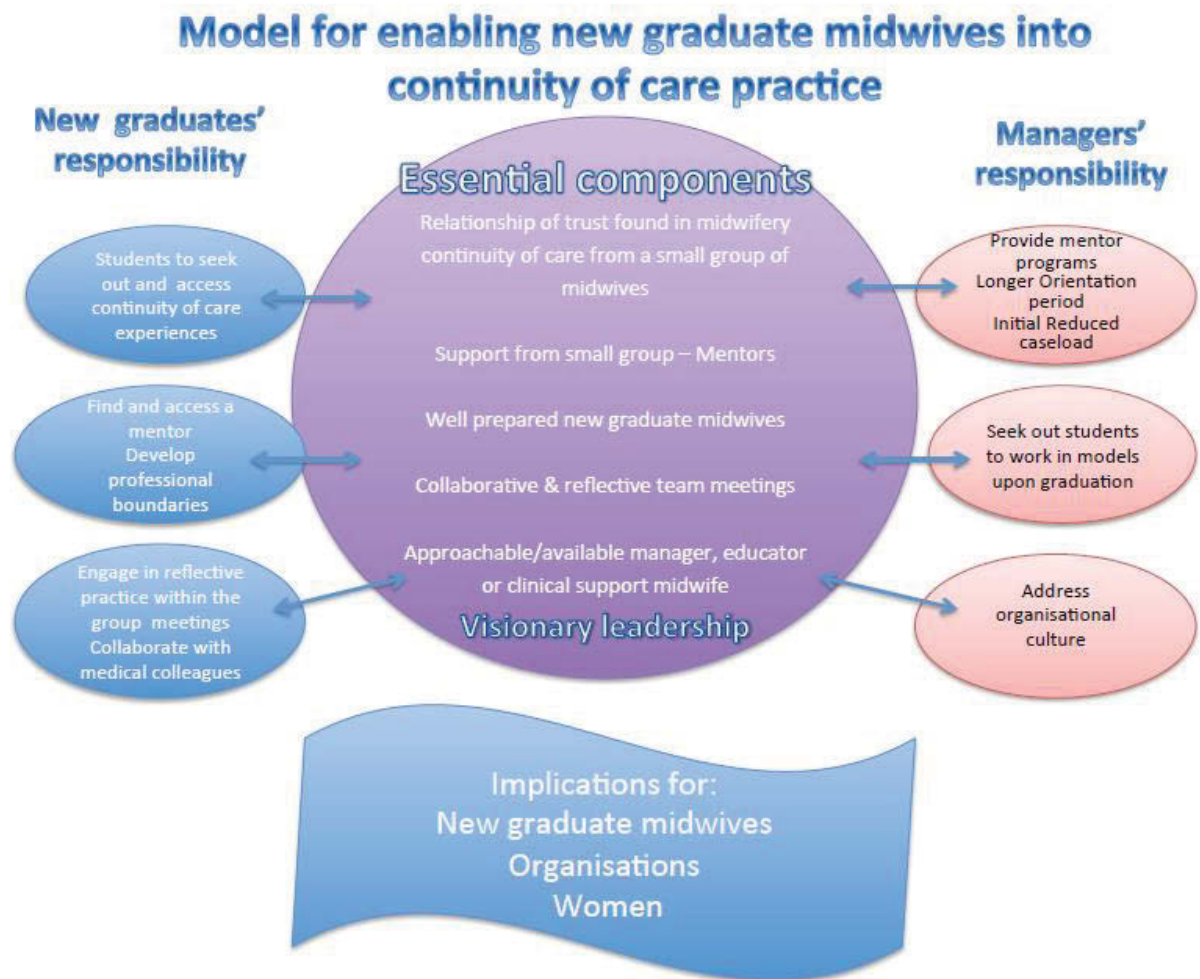 Model for enabling new graduate midwives into
continuity of care practice
New graduates'
responsibility
Students to seek
out and access
continuity of care
experiences
Find and access a
mentor
Develop
professional
boundaries
Engage in reflective
practice within the
group meetings
Collaborate with
medical colleagues
Essential components
Relationship of trust found in midwifery
continuity of care from a small group of
midwives
Support from small group – Mentors
Well prepared new graduate midwives
Collaborative & reflective team meetings
Approachable/available manager, educator
or clinical support midwife
Visionary leadership
Managers'
responsibility
Provide mentor
programs
Longer Orientation
period
Initial Reduced
caseload
Seek out students
to work in models
upon graduation
Address
organisational
culture
Implications for:
New graduate midwives
Organisations
Women